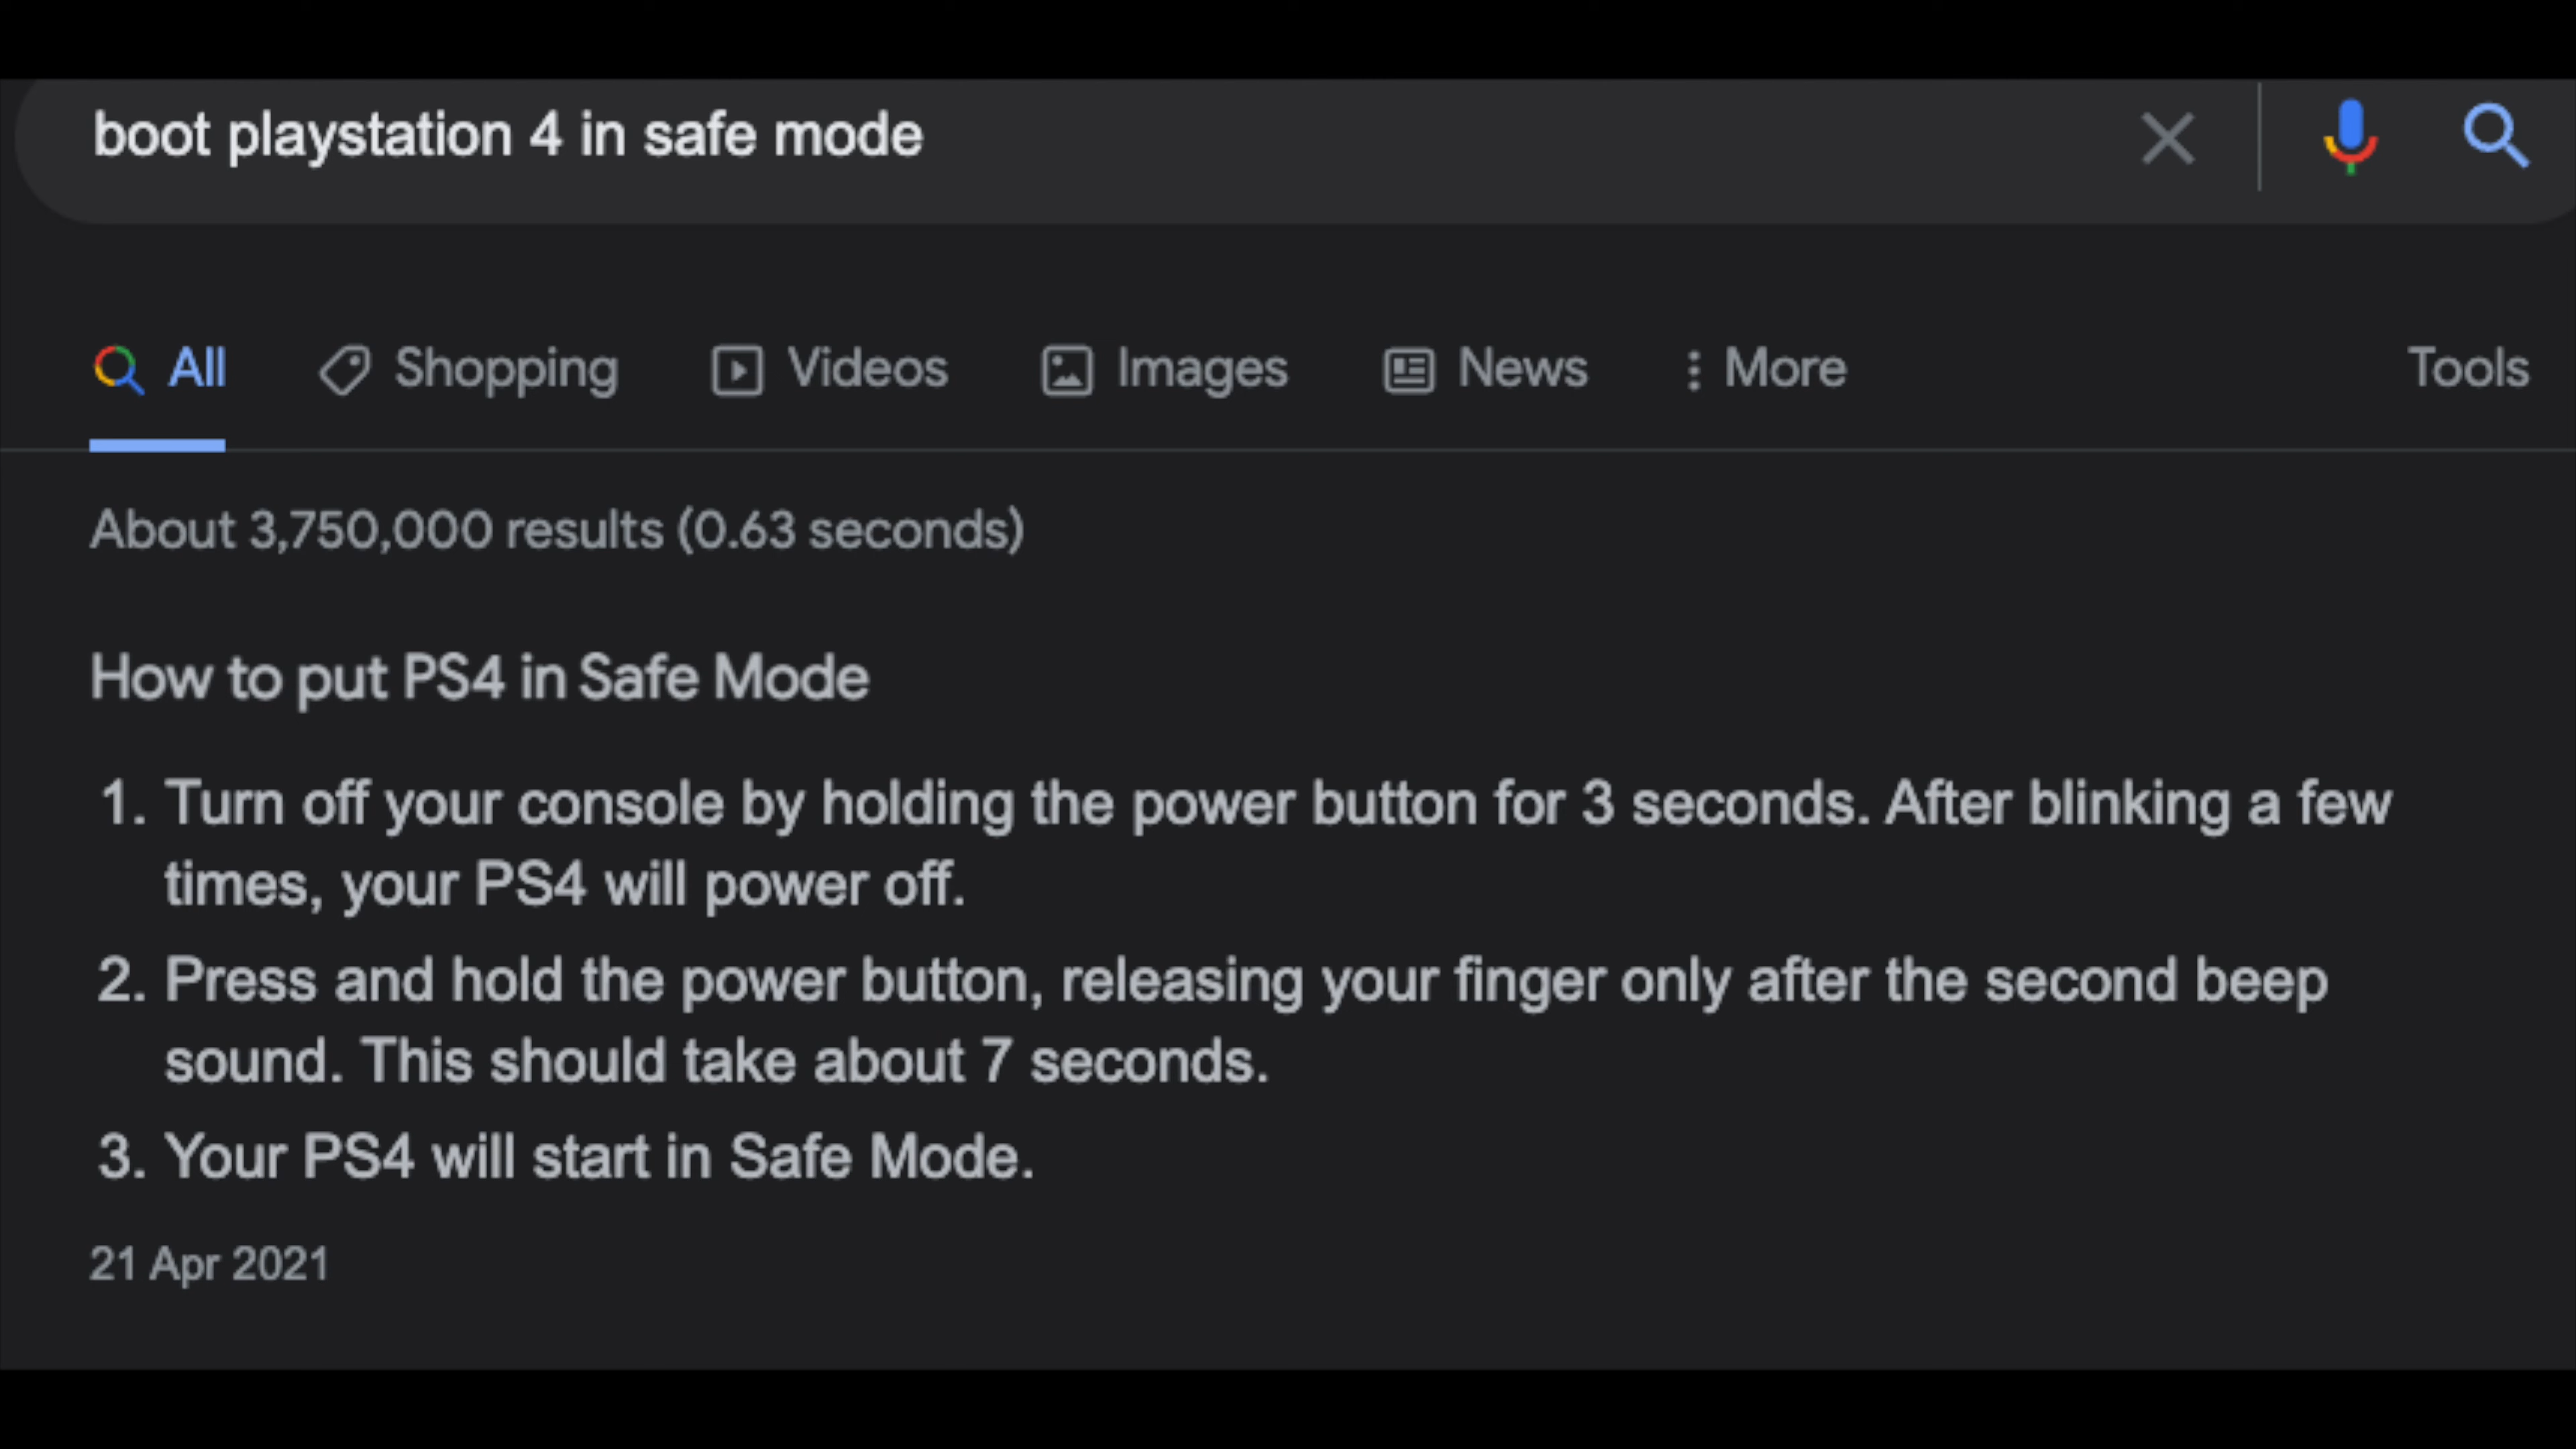 boot playstation 4 in safe mode
All Shopping Videos Images News More Tools
About 3,750,000 results (0.63 seconds)
How to put PS4 in Safe Mode
1. Turn off your console by holding the power button for 3 seconds. After blinking a few
times, your PS4 will power off.
2. Press and hold the power button, releasing your finger only after the second beep
sound. This should take about 7 seconds.
3. Your PS4 will start in Safe Mode.
21 Apr 2021